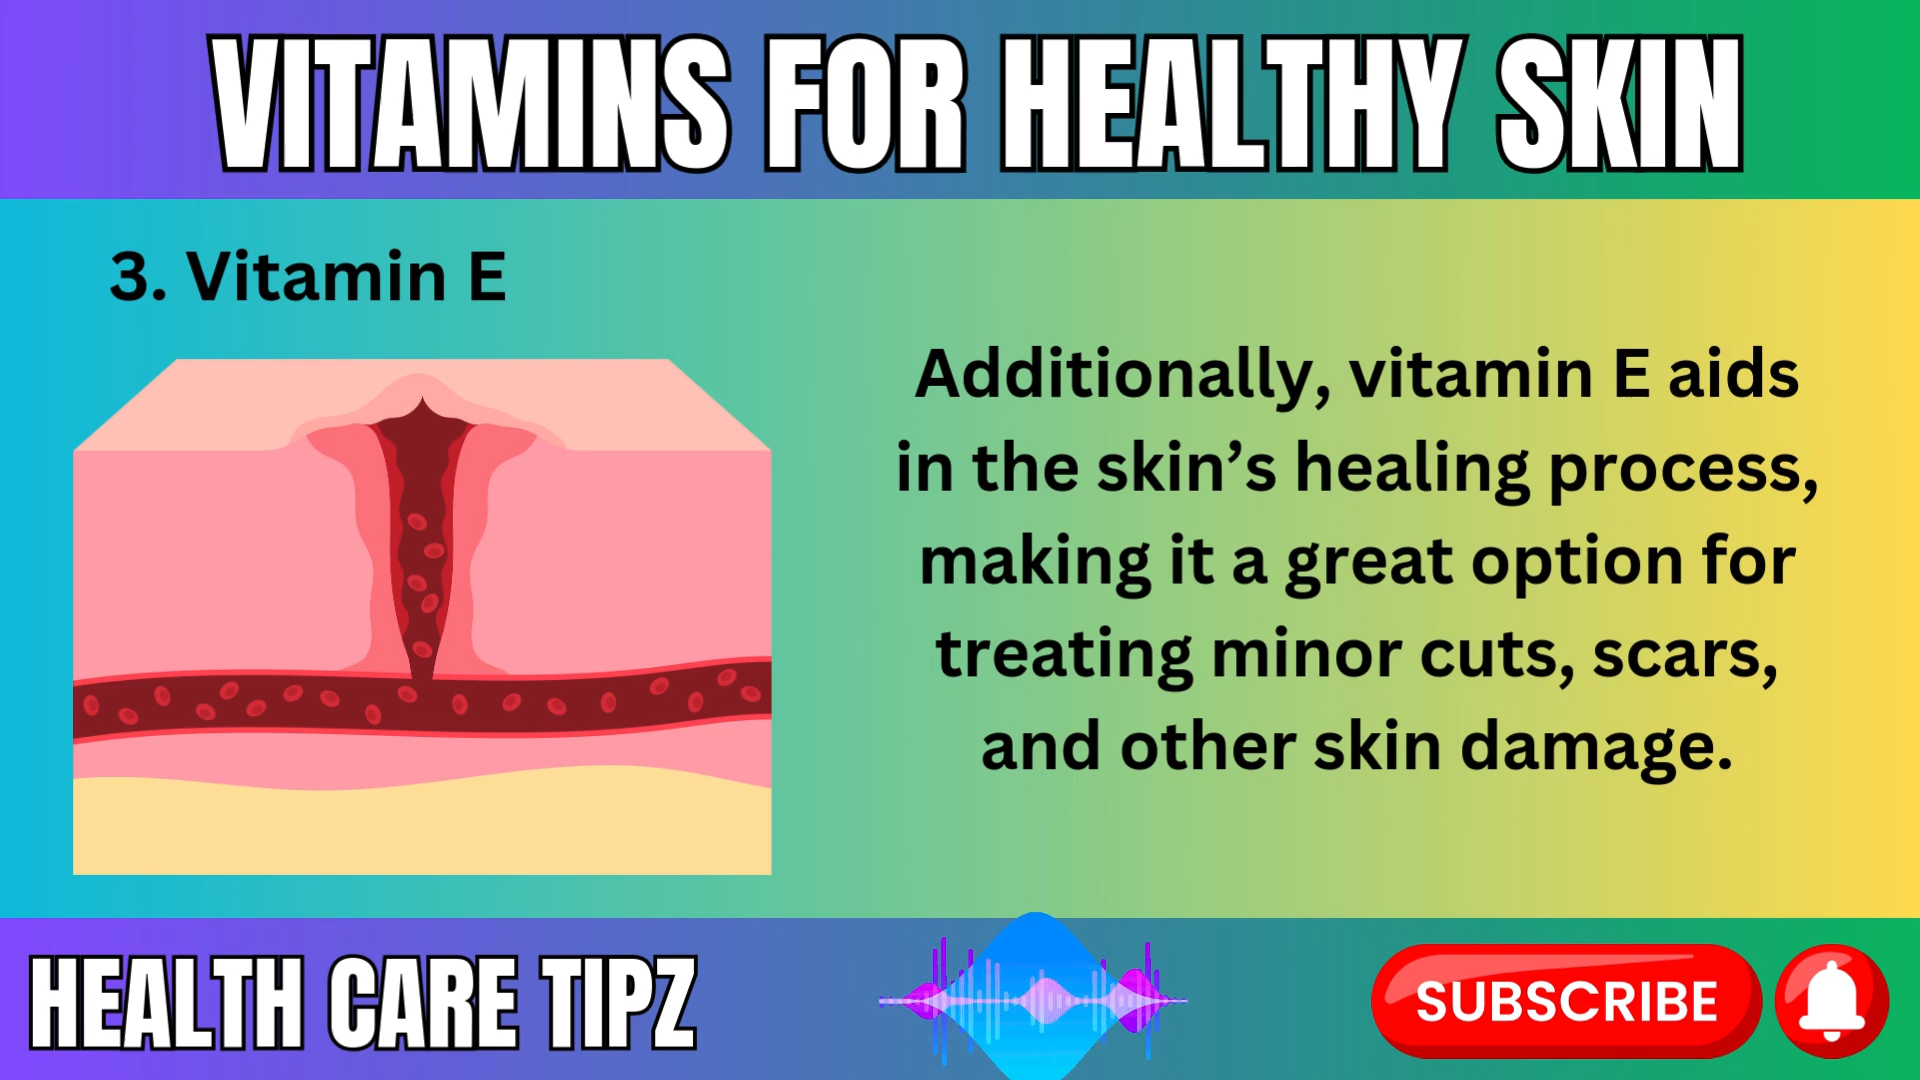 VITAMINS FOR HEALTHY SKIN
3. Vitamin E
Additionally, vitamin E aids
in the skin’s healing process,
making it a great option for
treating minor cuts, scars,
and other skin damage.
HEALTH CARE TIPZ
SUBSCRIBE